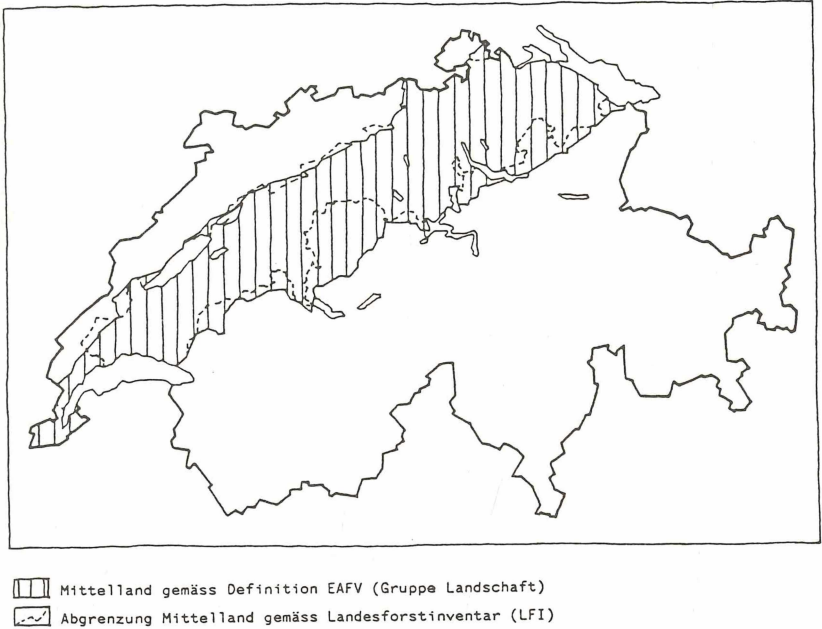 Mittelland gemäss Definition EAFV (Gruppe Landschaft)
Abgrenzung Mittelland gemäss Landesforstinventar (LFI)